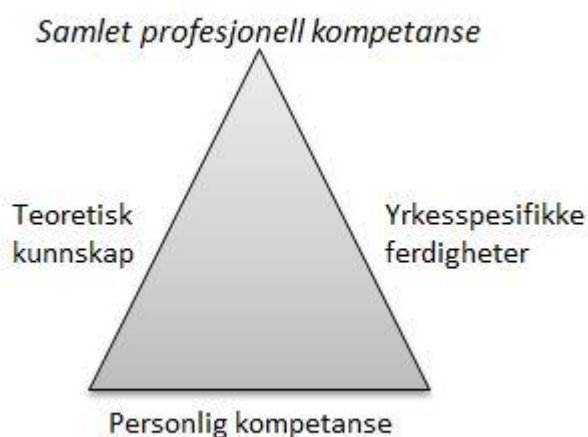 Samlet profesjonell kompetanse
Teoretisk
kunnskap
Yrkesspesifikke
ferdigheter
Personlig kompetanse